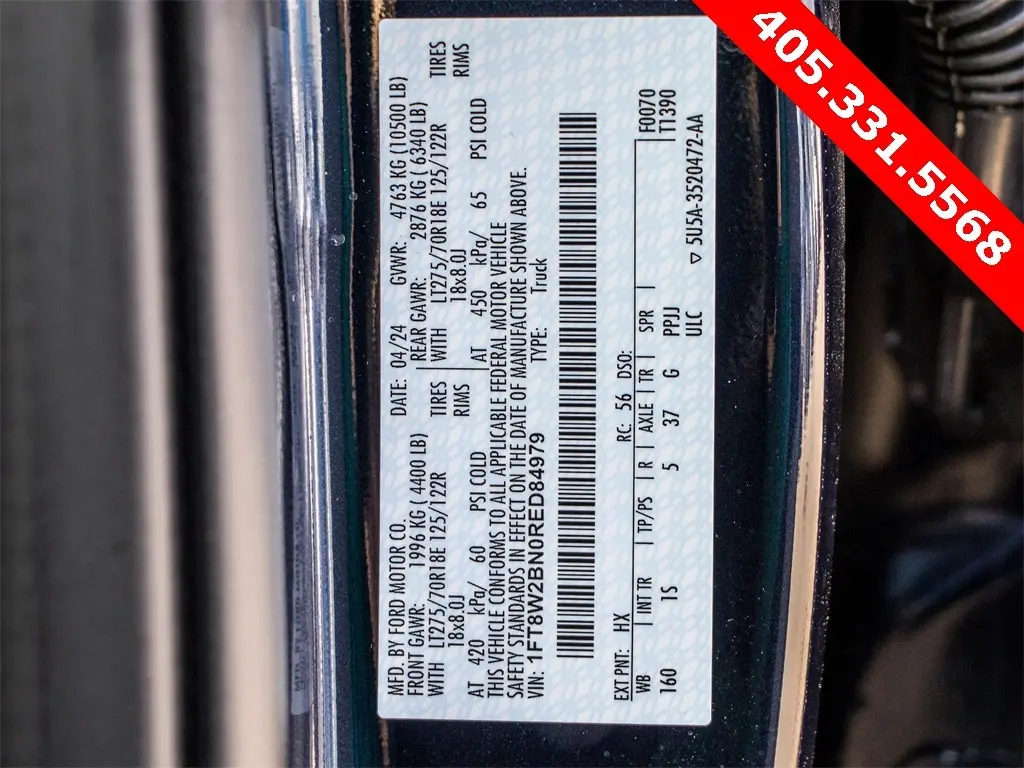 405.331.5568
MFD. BY FORD MOTOR CO. DATE: 04/24 GVWR: 4763 KG (10500 LB)
FRONT GAWR: 1996 KG ( 4400 LB) REAR GAWR: 2876 KG ( 6340 LB)
WITH LT275/70R18E 125/122R TIRES WITH LT275/70R18E 125/122R TIRES
18x8.0J RIMS 18x8.0J RIMS
AT 420 kPa/ 60 PSI COLD AT 450 kPa/ 65 PSI COLD
THIS VEHICLE CONFORMS TO ALL APPLICABLE FEDERAL MOTOR VEHICLE
SAFETY STANDARDS IN EFFECT ON THE DATE OF MANUFACTURE SHOWN ABOVE.
VIN: 1FT8W2BN0RED84979 TYPE: Truck
EXT PNT: HX RC: 56 DSO: F0070
WB INT TR TP/PS R AXLE TR SPR TT1390
160 1S 5 37 G PPJJ
ULC 5U5A-3520472-AA